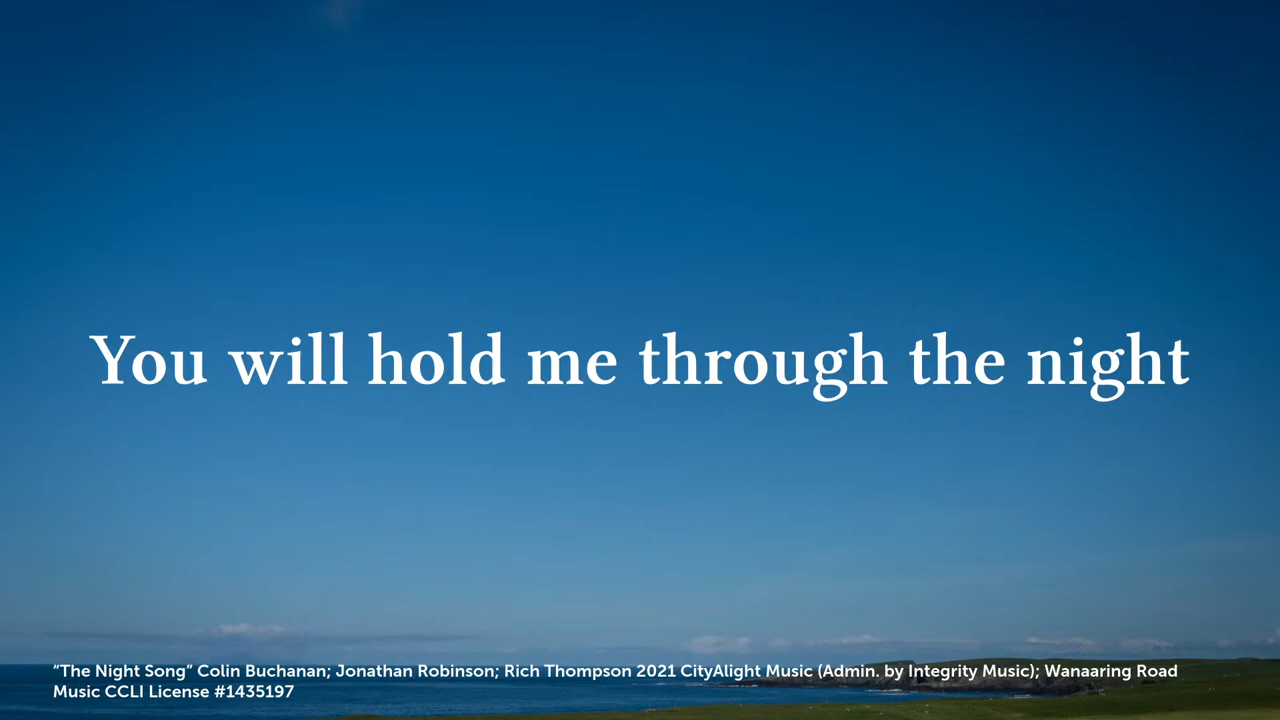 You will hold me through the night
“The Night Song” Colin Buchanan; Jonathan Robinson; Rich Thompson 2021 CityAlight Music (Admin. by Integrity Music); Wanaaring Road
Music CCLI License #1435197